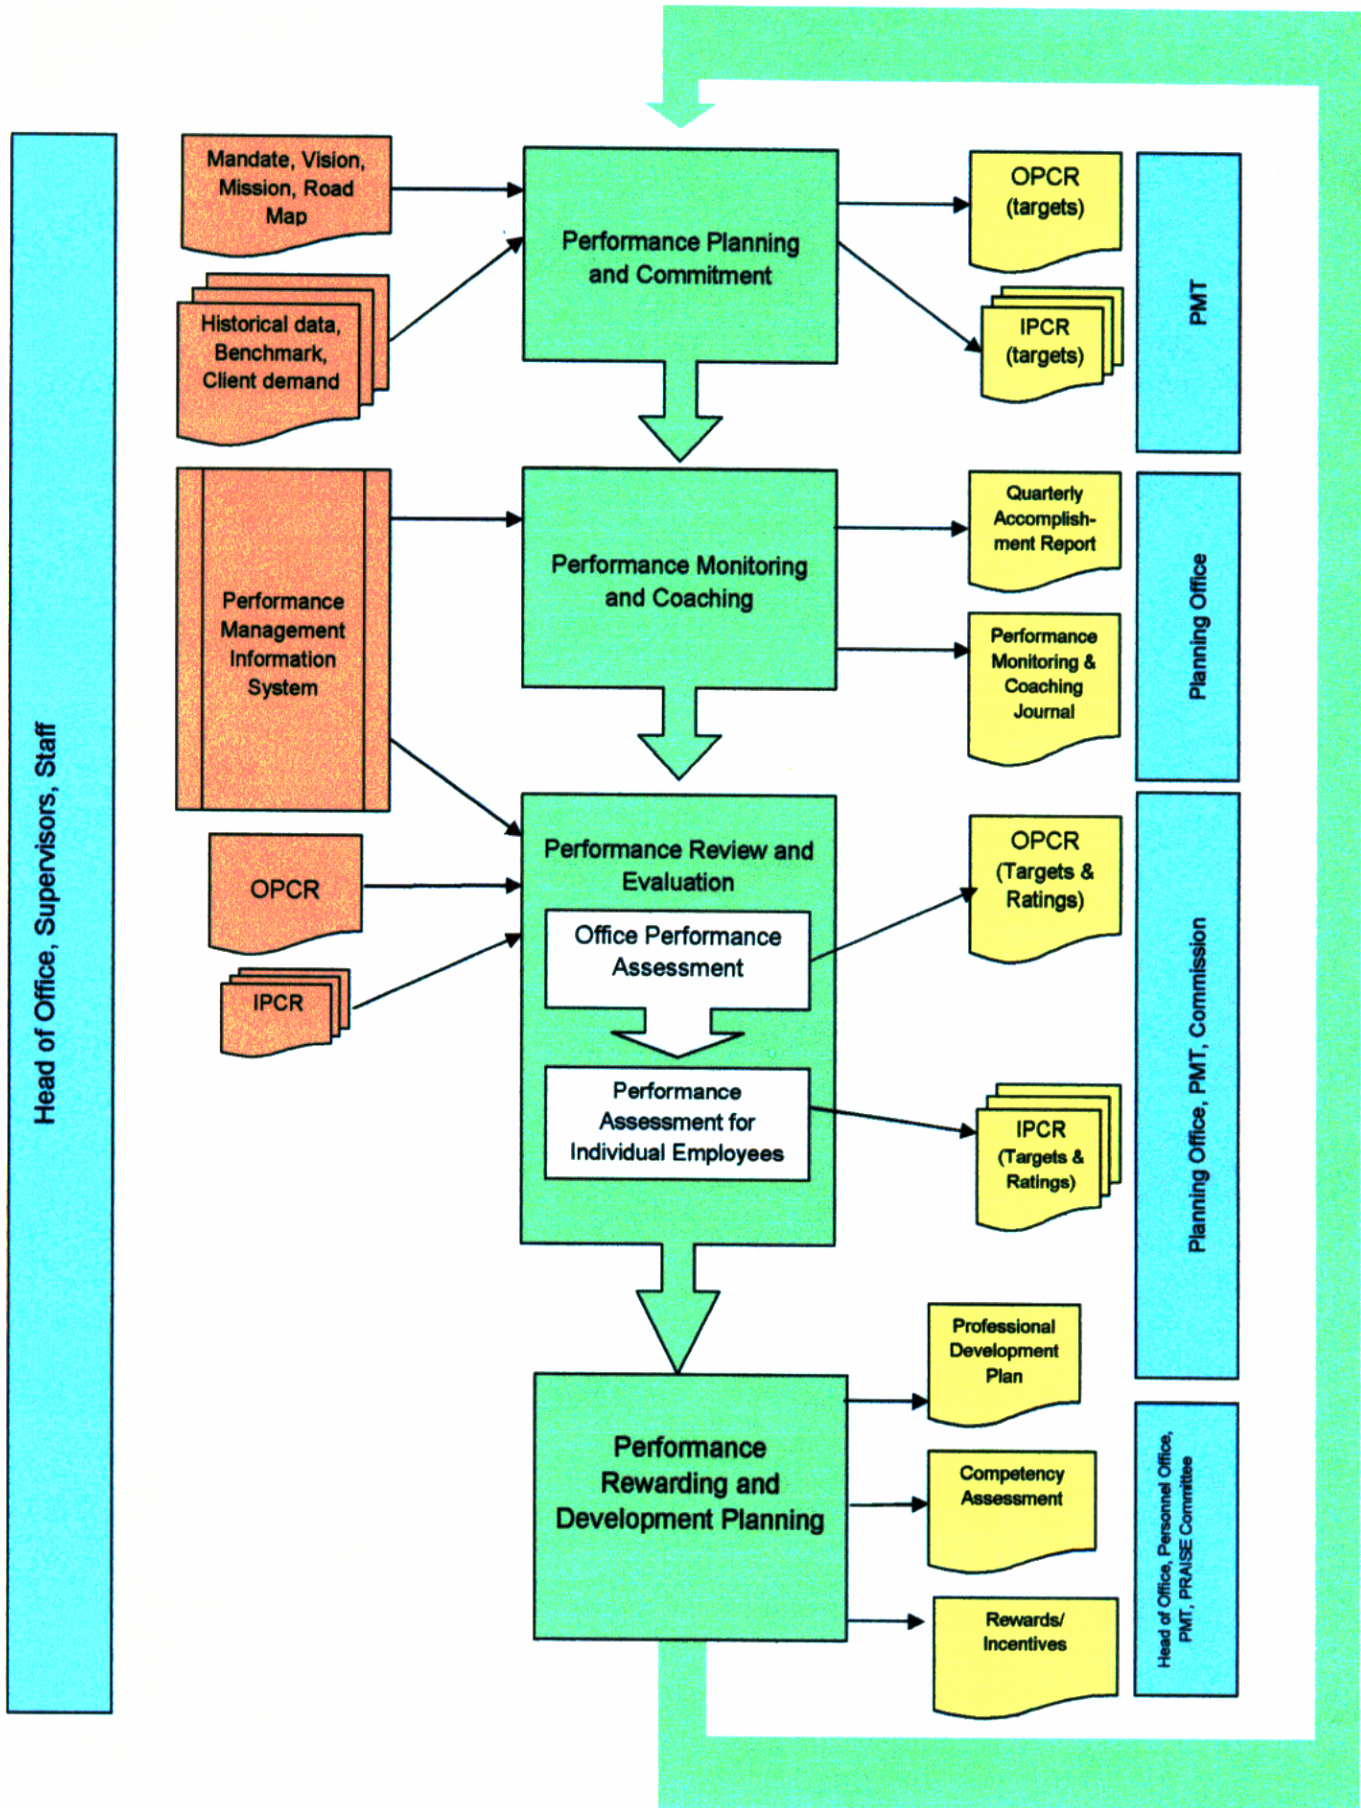 Head of Office, Supervisors, Staff
Mandate, Vision,
Mission, Road
Map
Historical data,
Benchmark,
Client demand
Performance Planning
and Commitment
OPCR
(targets)
IPCR
(targets)
PMT
Performance
Management
Information
System
Performance Monitoring
and Coaching
Quarterly
Accomplish-
ment Report
Performance
Monitoring &
Coaching
Journal
Planning Office
OPCR
IPCR
Performance Review and
Evaluation
Office Performance
Assessment
Performance
Assessment for
Individual Employees
OPCR
(Targets &
Ratings)
IPCR
(Targets &
Ratings)
Planning Office, PMT, Commission
Performance
Rewarding and
Development Planning
Professional
Development
Plan
Competency
Assessment
Rewards/
Incentives
Head of Office, Personnel Office,
PMT, PRAISE Committee